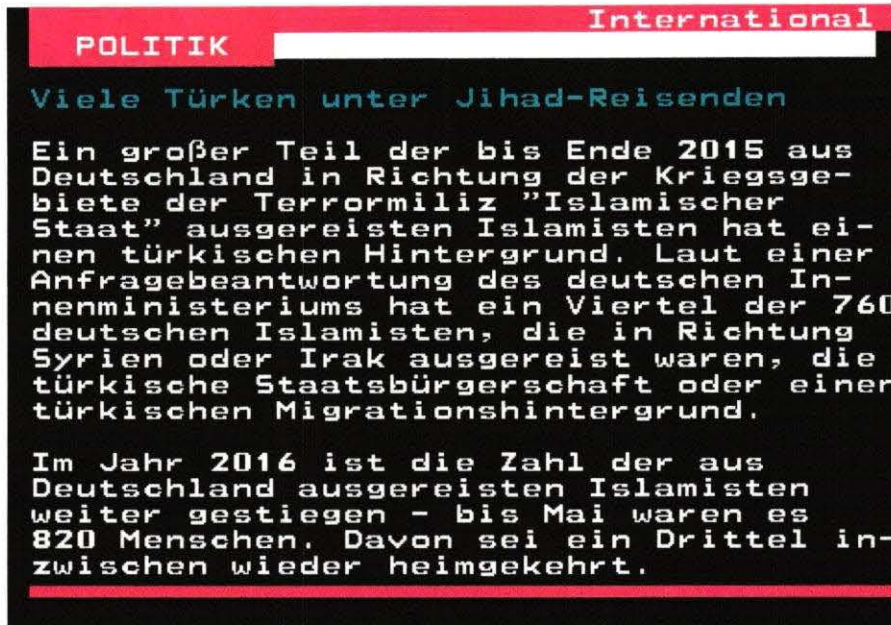 International
POLITIK
Viele Türken unter Jihad-Reisenden
Ein großer Teil der bis Ende 2015 aus
Deutschland in Richtung der Kriegsge-
biete der Terrormiliz "Islamischer
Staat" ausgereisten Islamisten hat ei-
nen türkischen Hintergrund. Laut einer
Anfragebeantwortung des deutschen In-
nenministeriums hat ein Viertel der 760
deutschen Islamisten, die in Richtung
Syrien oder Irak ausgereist waren, die
türkische Staatsbürgerschaft oder einen
türkischen Migrationshintergrund.
Im Jahr 2016 ist die Zahl der aus
Deutschland ausgereisten Islamisten
weiter gestiegen - bis Mai waren es
820 Menschen. Davon sei ein Drittel in-
zwischen wieder heimgekehrt.